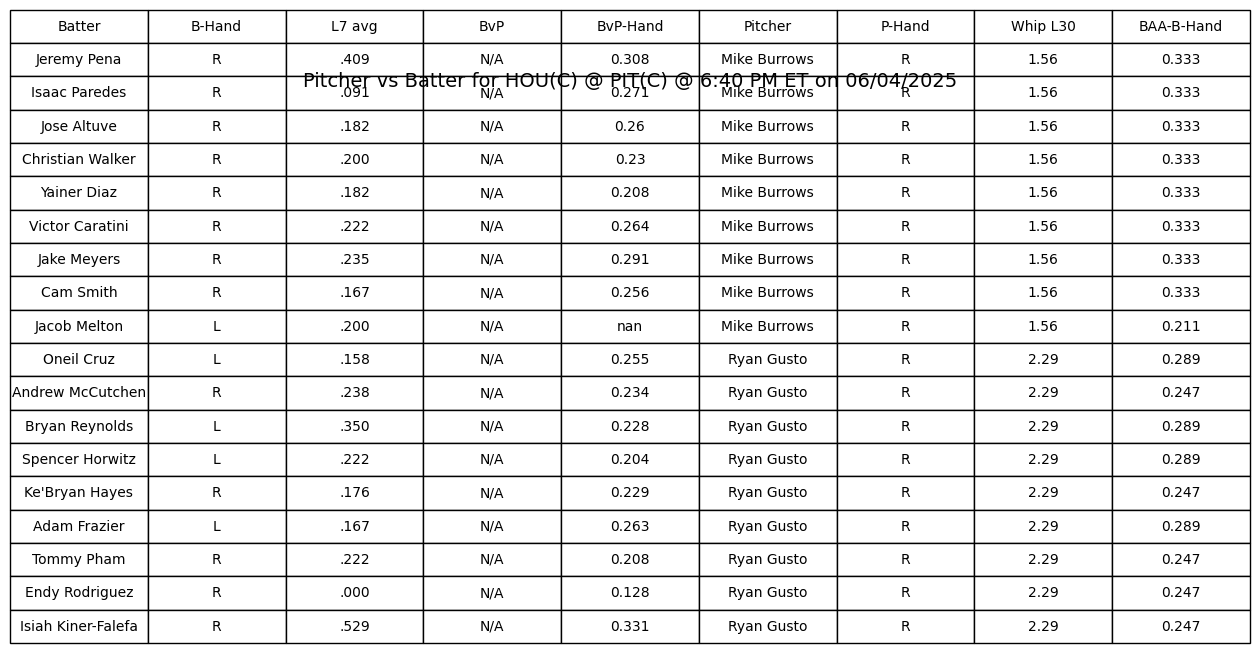 Batter B-Hand L7 avg BvP BvP-Hand Pitcher P-Hand Whip L30 BAA-B-Hand
Jeremy Pena R .409 N/A 0.308 Mike Burrows R 1.56 0.333
Pitcher vs Batter for HOU(C) @ PIT(C) @ 6:40 PM ET on 06/04/2025
Isaac Paredes R .091 N/A 0.271 Mike Burrows R 1.56 0.333
Jose Altuve R .182 N/A 0.26 Mike Burrows R 1.56 0.333
Christian Walker R .200 N/A 0.23 Mike Burrows R 1.56 0.333
Yainer Diaz R .182 N/A 0.208 Mike Burrows R 1.56 0.333
Victor Caratini R .222 N/A 0.264 Mike Burrows R 1.56 0.333
Jake Meyers R .235 N/A 0.291 Mike Burrows R 1.56 0.333
Cam Smith R .167 N/A 0.256 Mike Burrows R 1.56 0.333
Jacob Melton L .200 N/A nan Mike Burrows R 1.56 0.211
Oneil Cruz L .158 N/A 0.255 Ryan Gusto R 2.29 0.289
Andrew McCutchen R .238 N/A 0.234 Ryan Gusto R 2.29 0.247
Bryan Reynolds L .350 N/A 0.228 Ryan Gusto R 2.29 0.289
Spencer Horwitz L .222 N/A 0.204 Ryan Gusto R 2.29 0.289
Ke'Bryan Hayes R .176 N/A 0.229 Ryan Gusto R 2.29 0.247
Adam Frazier L .167 N/A 0.263 Ryan Gusto R 2.29 0.289
Tommy Pham R .222 N/A 0.208 Ryan Gusto R 2.29 0.247
Endy Rodriguez R .000 N/A 0.128 Ryan Gusto R 2.29 0.247
Isiah Kiner-Falefa R .529 N/A 0.331 Ryan Gusto R 2.29 0.247